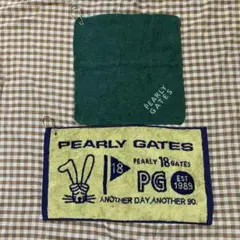 PEARLY
GATES
PEARLY GATES
18
PEARLY
18 GATES
PG
EST
1989
ANOTHER DAY, ANOTHER 90.